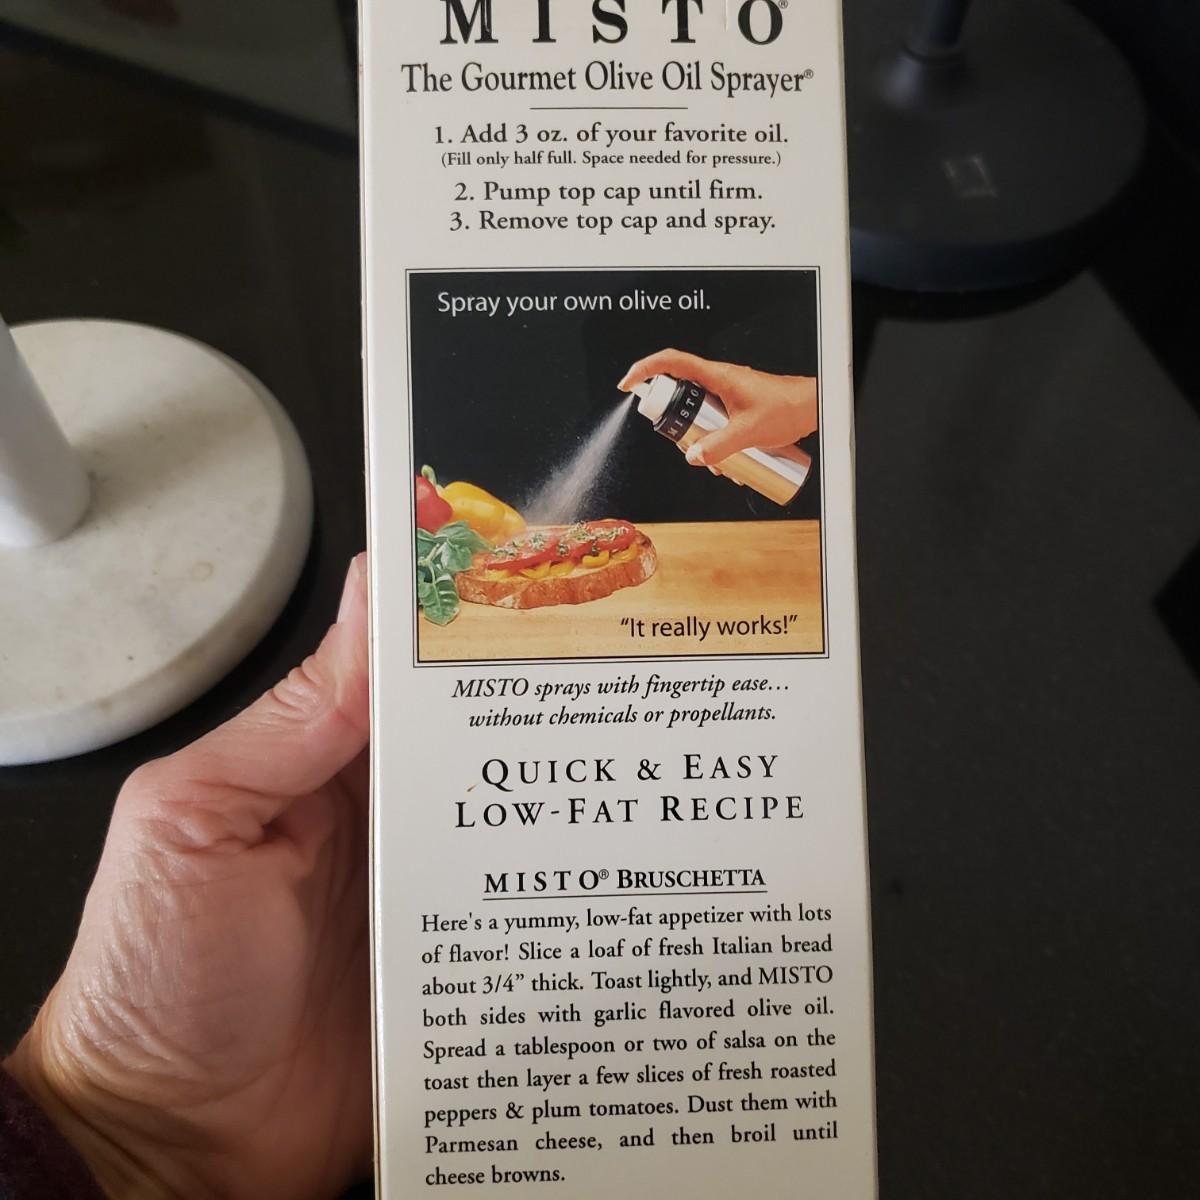 MISTO®
The Gourmet Olive Oil Sprayer®
1. Add 3 oz. of your favorite oil.
(Fill only half full. Space needed for pressure.)
2. Pump top cap until firm.
3. Remove top cap and spray.
Spray your own olive oil.
MISTO
“It really works!”
MISTO sprays with fingertip ease...
without chemicals or propellants.
QUICK & EASY
LOW-FAT RECIPE
MISTO® BRUSCHETTA
Here's a yummy, low-fat appetizer with lots
of flavor! Slice a loaf of fresh Italian bread
about 3/4” thick. Toast lightly, and MISTO
both sides with garlic flavored olive oil.
Spread a tablespoon or two of salsa on the
toast then layer a few slices of fresh roasted
peppers & plum tomatoes. Dust them with
Parmesan cheese, and then broil until
cheese browns.